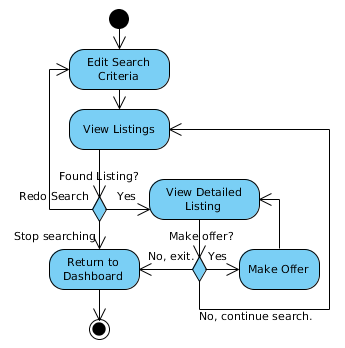 Edit Search
Criteria
View Listings
Found Listing?
Redo Search
Yes
View Detailed
Listing
Stop searching
Make offer?
Return to
Dashboard
No, exit.
Yes
Make Offer
No, continue search.